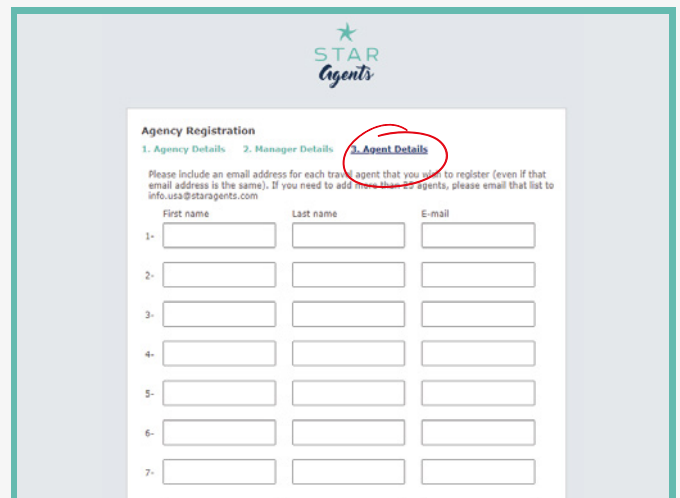 STAR
Agents
Agency Registration
1. Agency Details 2. Manager Details 3. Agent Details
Please include an email address for each travel agent that you wish to register (even if that
email address is the same). If you need to add more than 25 agents, please email that list to
info.usa@staragents.com
First name Last name E-mail
1-
2-
3-
4-
5-
6-
7-